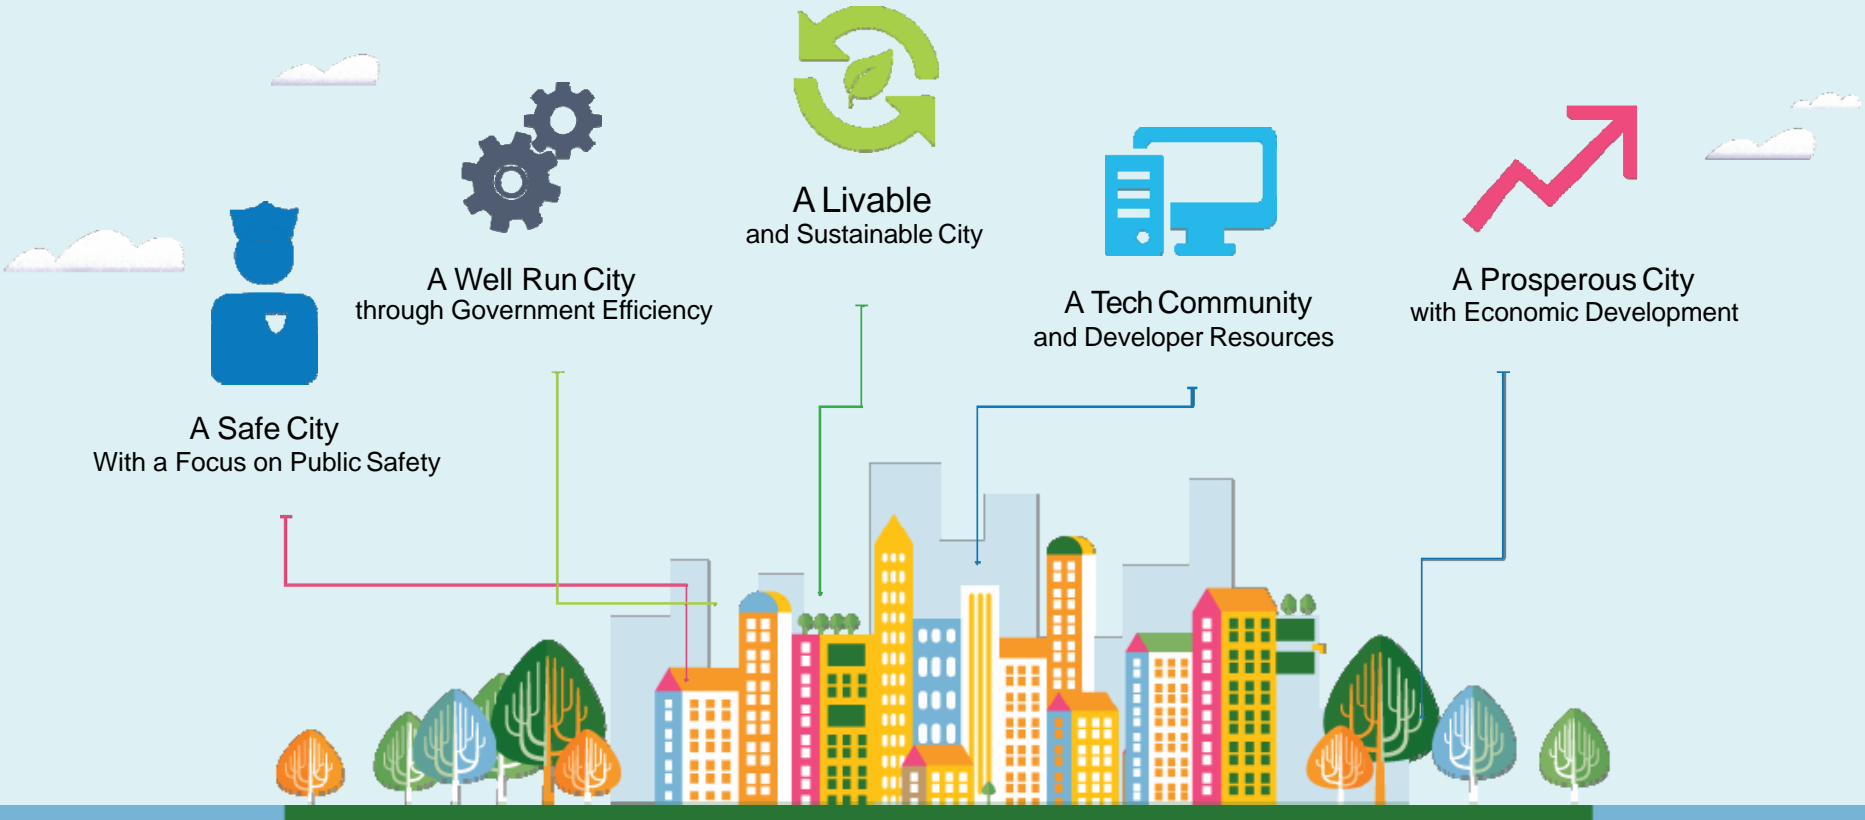 A Safe City
With a Focus on Public Safety
A Well Run City
through Government Efficiency
A Livable
and Sustainable City
A Tech Community
and Developer Resources
A Prosperous City
with Economic Development